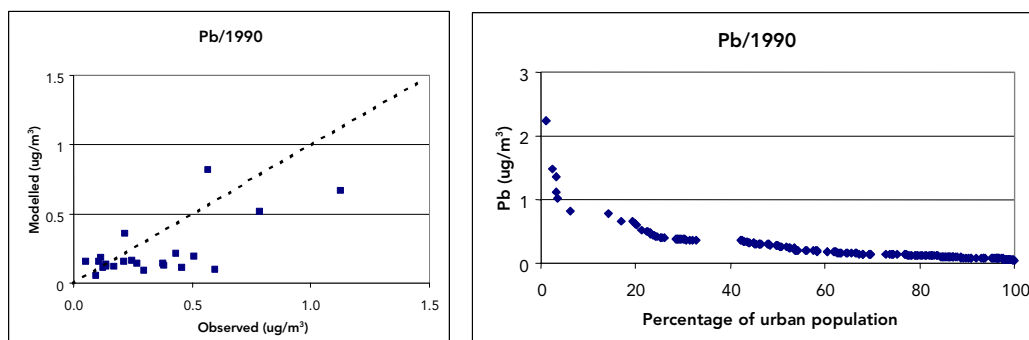 Pb/1990
Modelled (ug/m³)
1.5
1
0.5
0
0.0 0.5 1.0 1.5
Observed (ug/m³)
Pb/1990
Pb (ug/m³)
3
2
1
0
0 20 40 60 80 100
Percentage of urban population